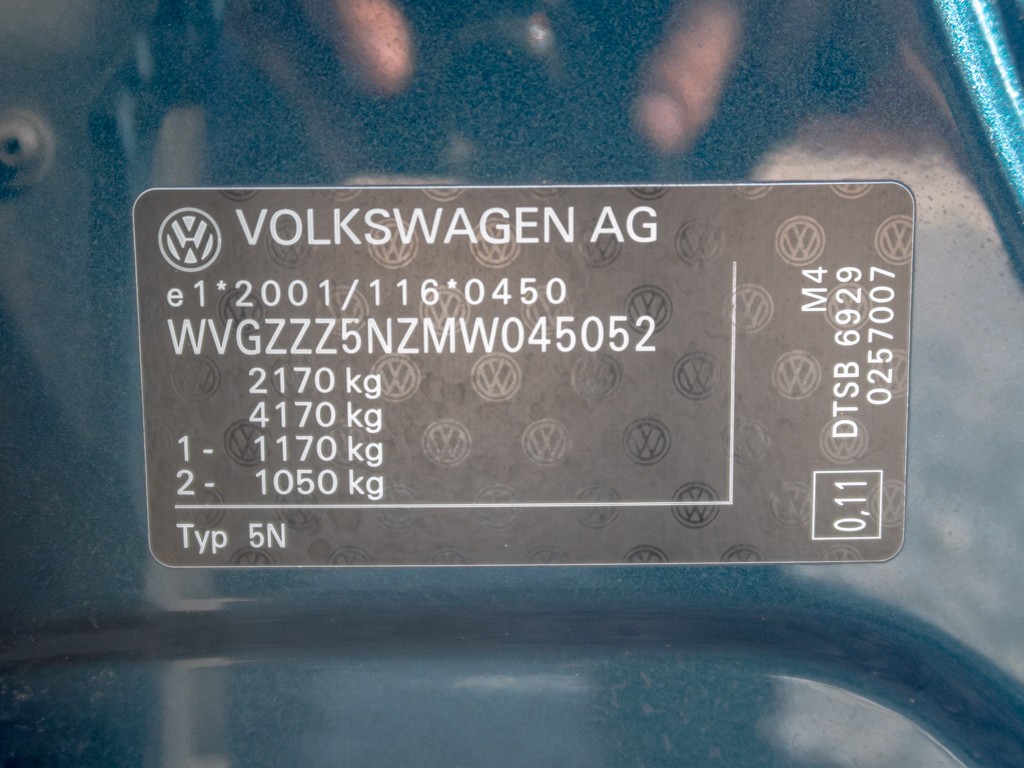 VOLKSWAGEN AG
e1*2001/116*0450
WVGZZZ5NZMW045052
2170 kg
4170 kg
1 - 1170 kg
2 - 1050 kg
Typ 5N
M4
DTSB 6929
0257007
0,11